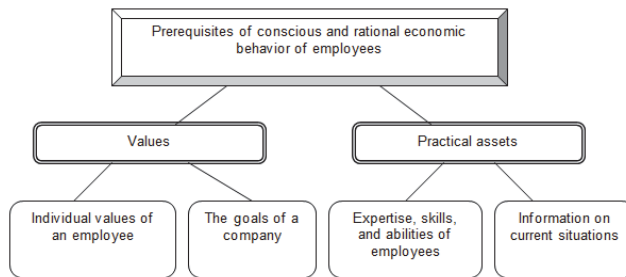 Prerequisites of conscious and rational economic
behavior of employees
Values
Practical assets
Individual values of
an employee
The goals of a
company
Expertise, skills,
and abilities of
employees
Information on
current situations